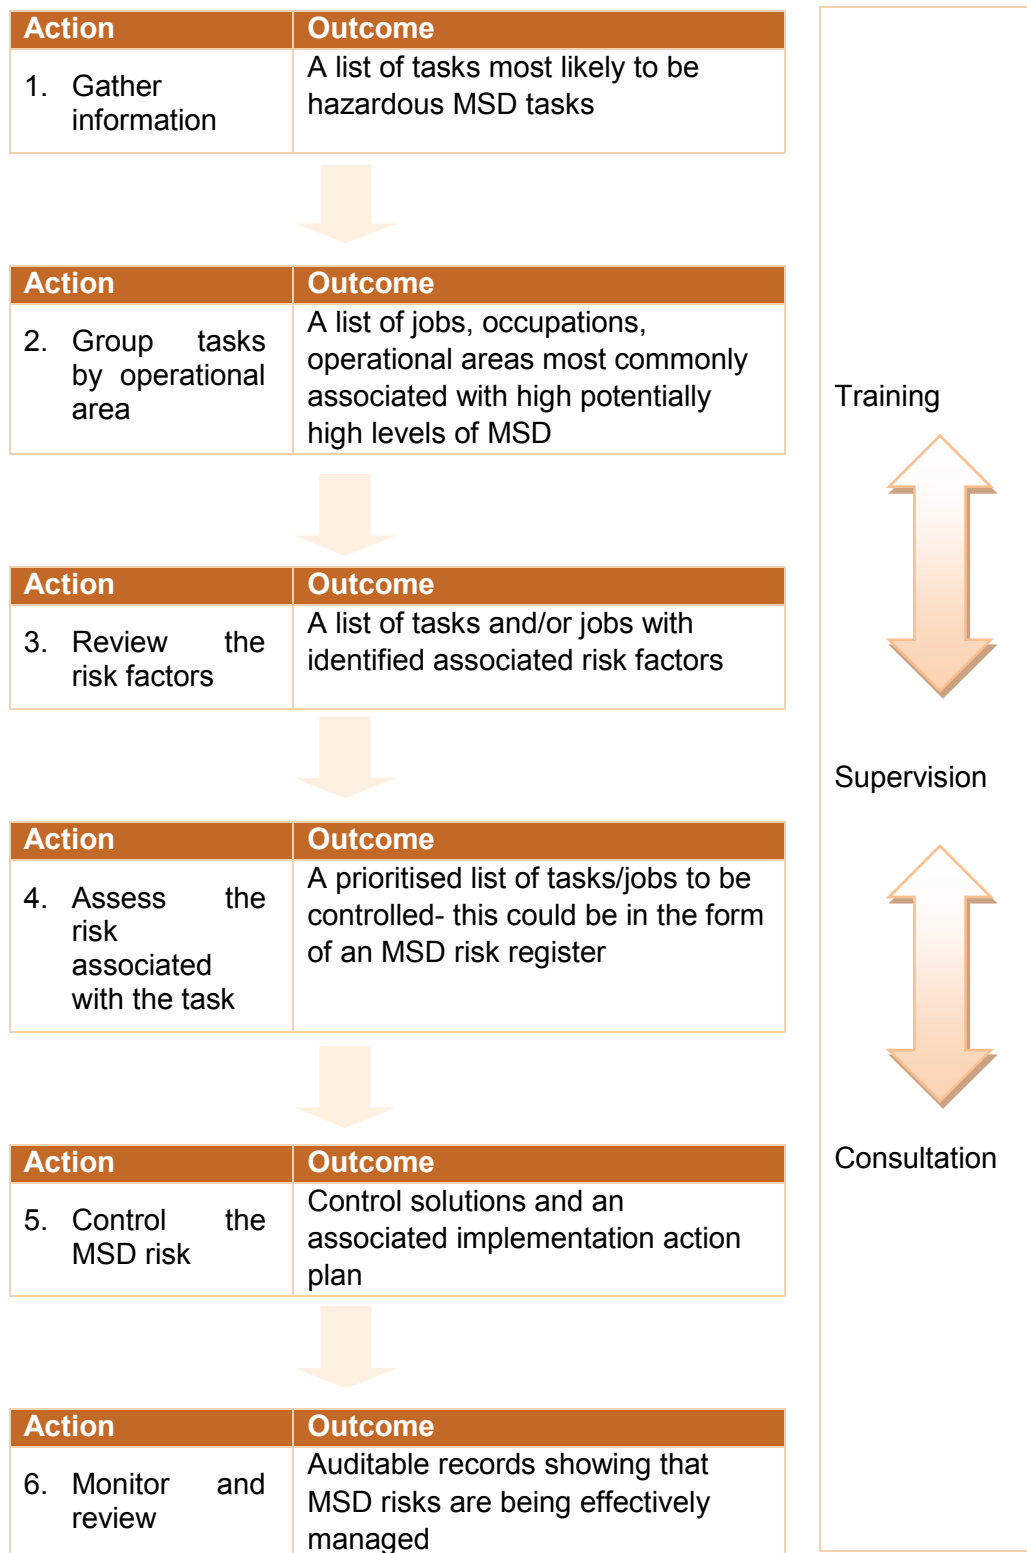 Action Outcome
1. Gather information
A list of tasks most likely to be
hazardous MSD tasks
Action Outcome
2. Group tasks
by operational
area
A list of jobs, occupations,
operational areas most commonly
associated with high potentially
high levels of MSD
Action Outcome
3. Review the
risk factors
A list of tasks and/or jobs with
identified associated risk factors
Action Outcome
4. Assess the
risk
associated
with the task
A prioritised list of tasks/jobs to be
controlled- this could be in the form
of an MSD risk register
Action Outcome
5. Control the
MSD risk
Control solutions and an
associated implementation action
plan
Action Outcome
6. Monitor and
review
Auditable records showing that
MSD risks are being effectively
managed
Training
Supervision
Consultation